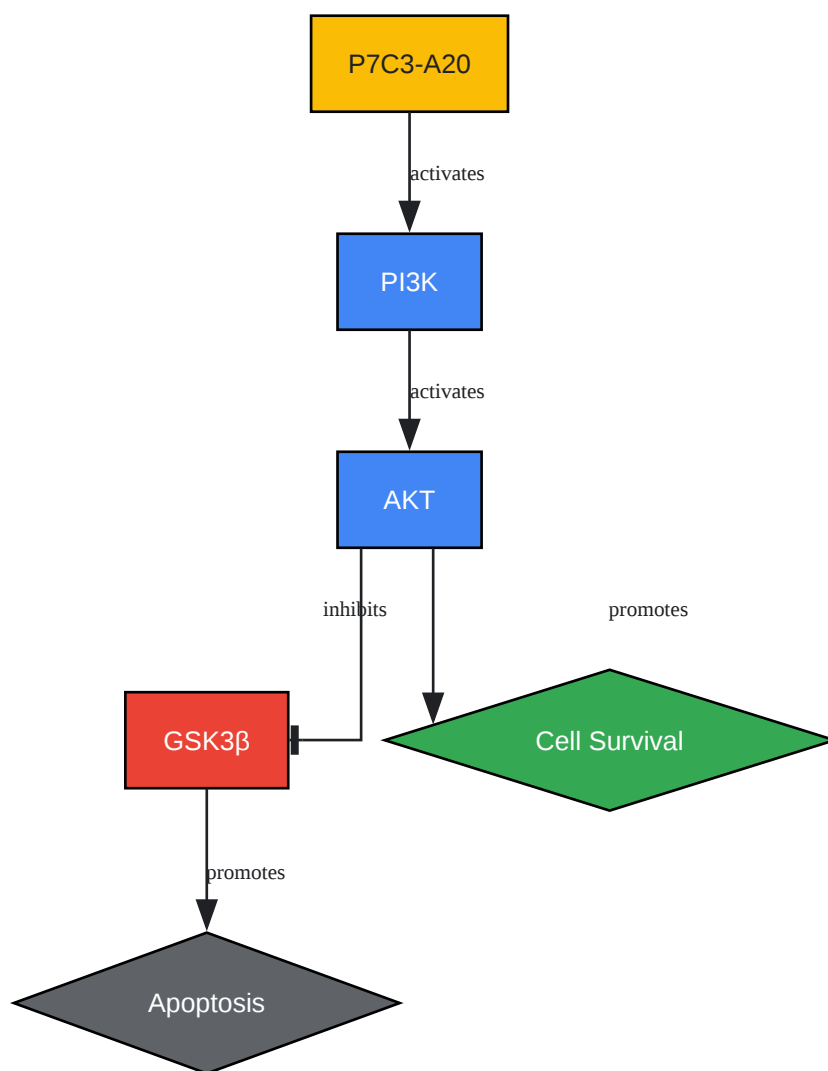 P7C3-A20
activates
PI3K
activates
AKT
inhibits
promotes
GSK3β
Cell Survival
promotes
Apoptosis